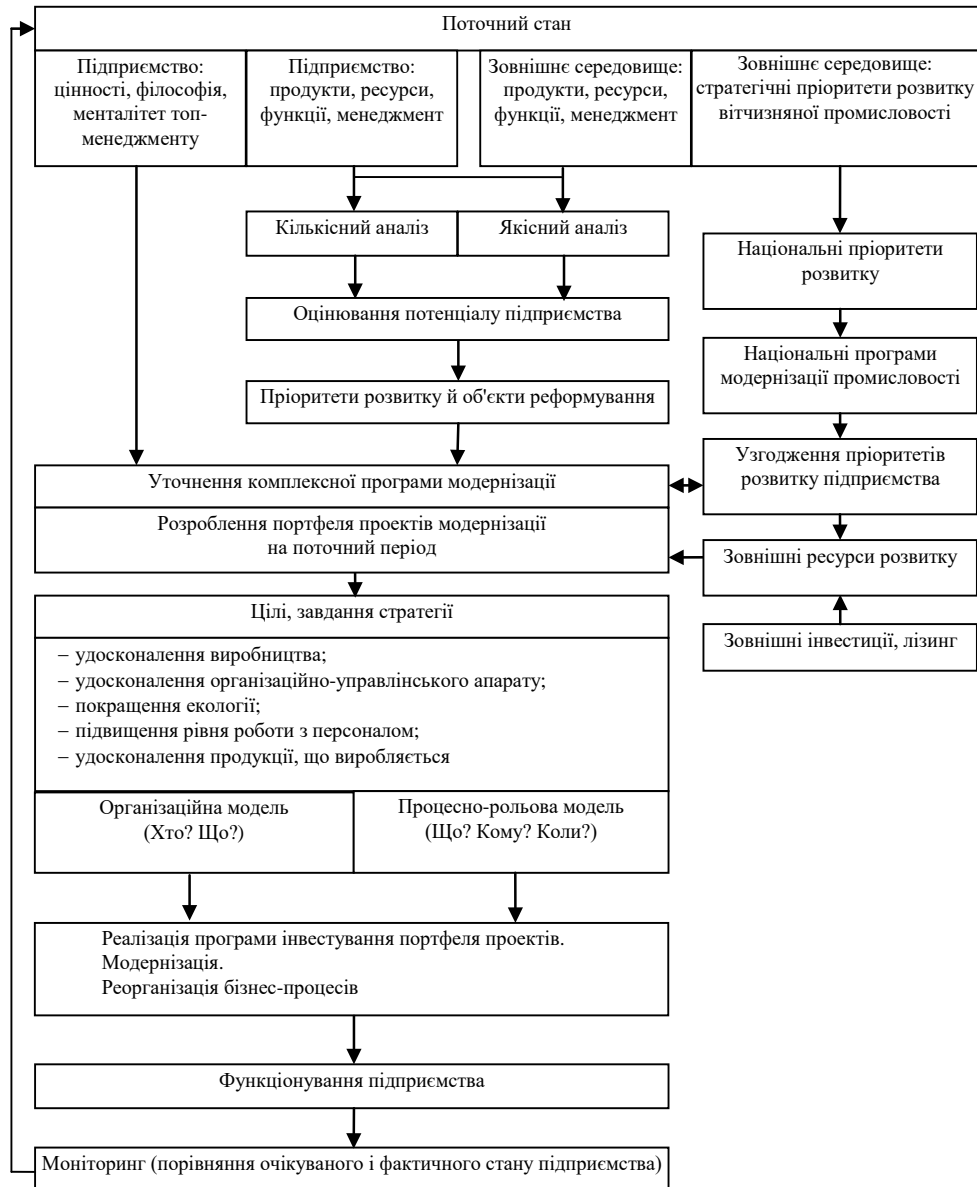 Поточний стан
Підприємство:
цінності, філософія,
менталітет топ-
менеджменту
Підприємство:
продукти, ресурси,
функції, менеджмент
Зовнішнє середовище:
продукти, ресурси,
функції, менеджмент
Зовнішнє середовище:
стратегічні пріоритети розвитку
вітчизняної промисловості
Кількісний аналіз
Якісний аналіз
Національні пріоритети
розвитку
Оцінювання потенціалу підприємства
Національні програми
модернізації промисловості
Пріоритети розвитку й об'єкти реформування
Узгодження пріоритетів
розвитку підприємства
Уточнення комплексної програми модернізації
Розроблення портфеля проектів модернізації
на поточний період
Зовнішні ресурси розвитку
Цілі, завдання стратегії
Зовнішні інвестиції, лізинг
– удосконалення виробництва;
– удосконалення організаційно-управлінського апарату;
– покращення екології;
– підвищення рівня роботи з персоналом;
– удосконалення продукції, що виробляється
Організаційна модель
(Хто? Що?)
Процесно-рольова модель
(Що? Кому? Коли?)
Реалізація програми інвестування портфеля проектів.
Модернізація.
Реорганізація бізнес-процесів
Функціонування підприємства
Моніторинг (порівняння очікуваного і фактичного стану підприємства)